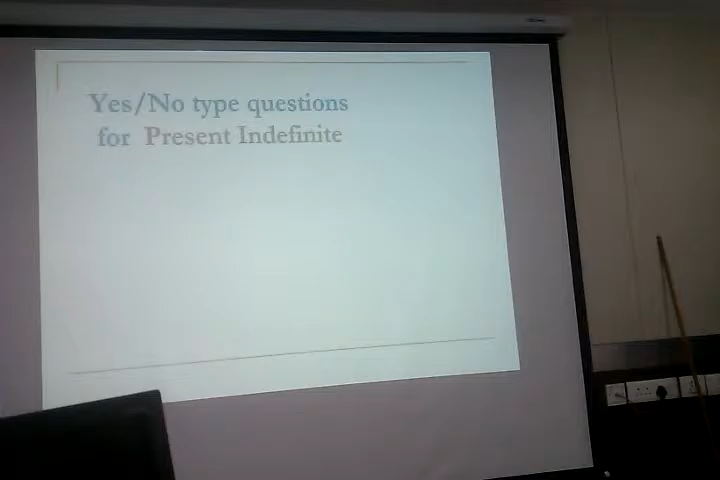 Yes/No type questions
for Present Indefinite